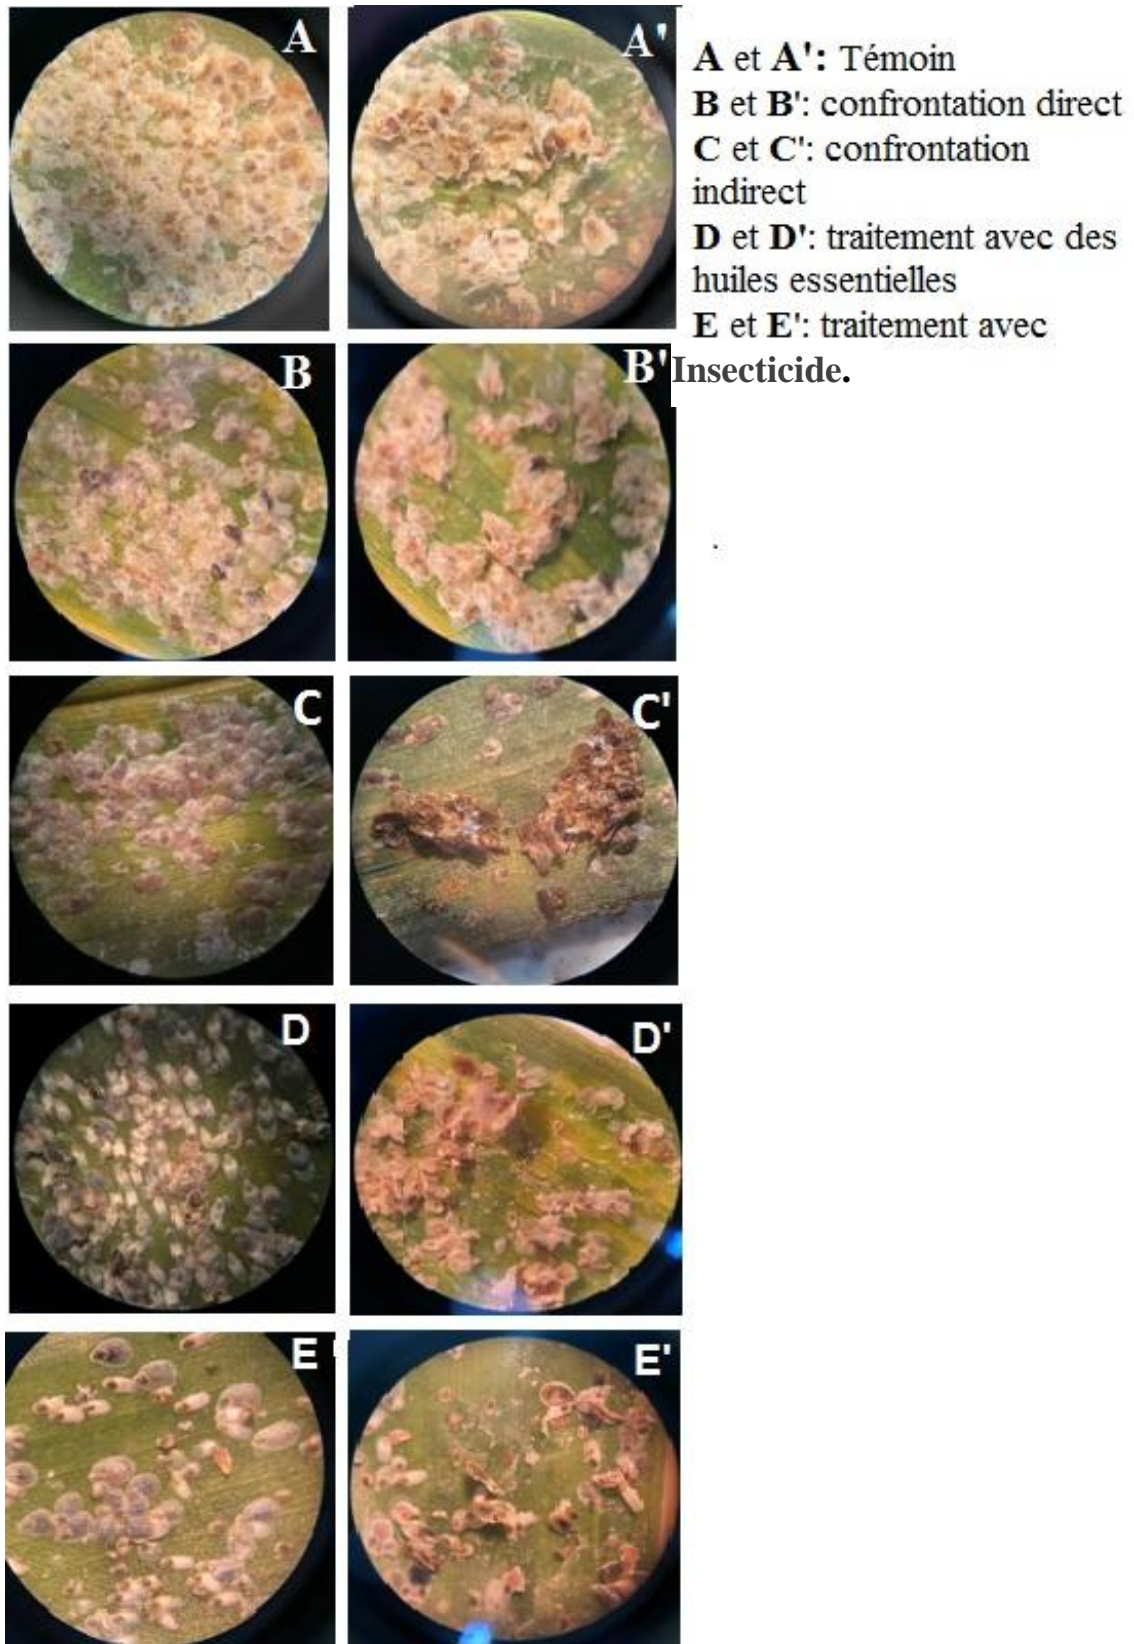 A
A'
A et A': Témoin
B et B': confrontation direct
C et C': confrontation
indirect
D et D': traitement avec des
huiles essentielles
E et E': traitement avec
Insecticide.
B
B'
C
C'
D
D'
E '
E'